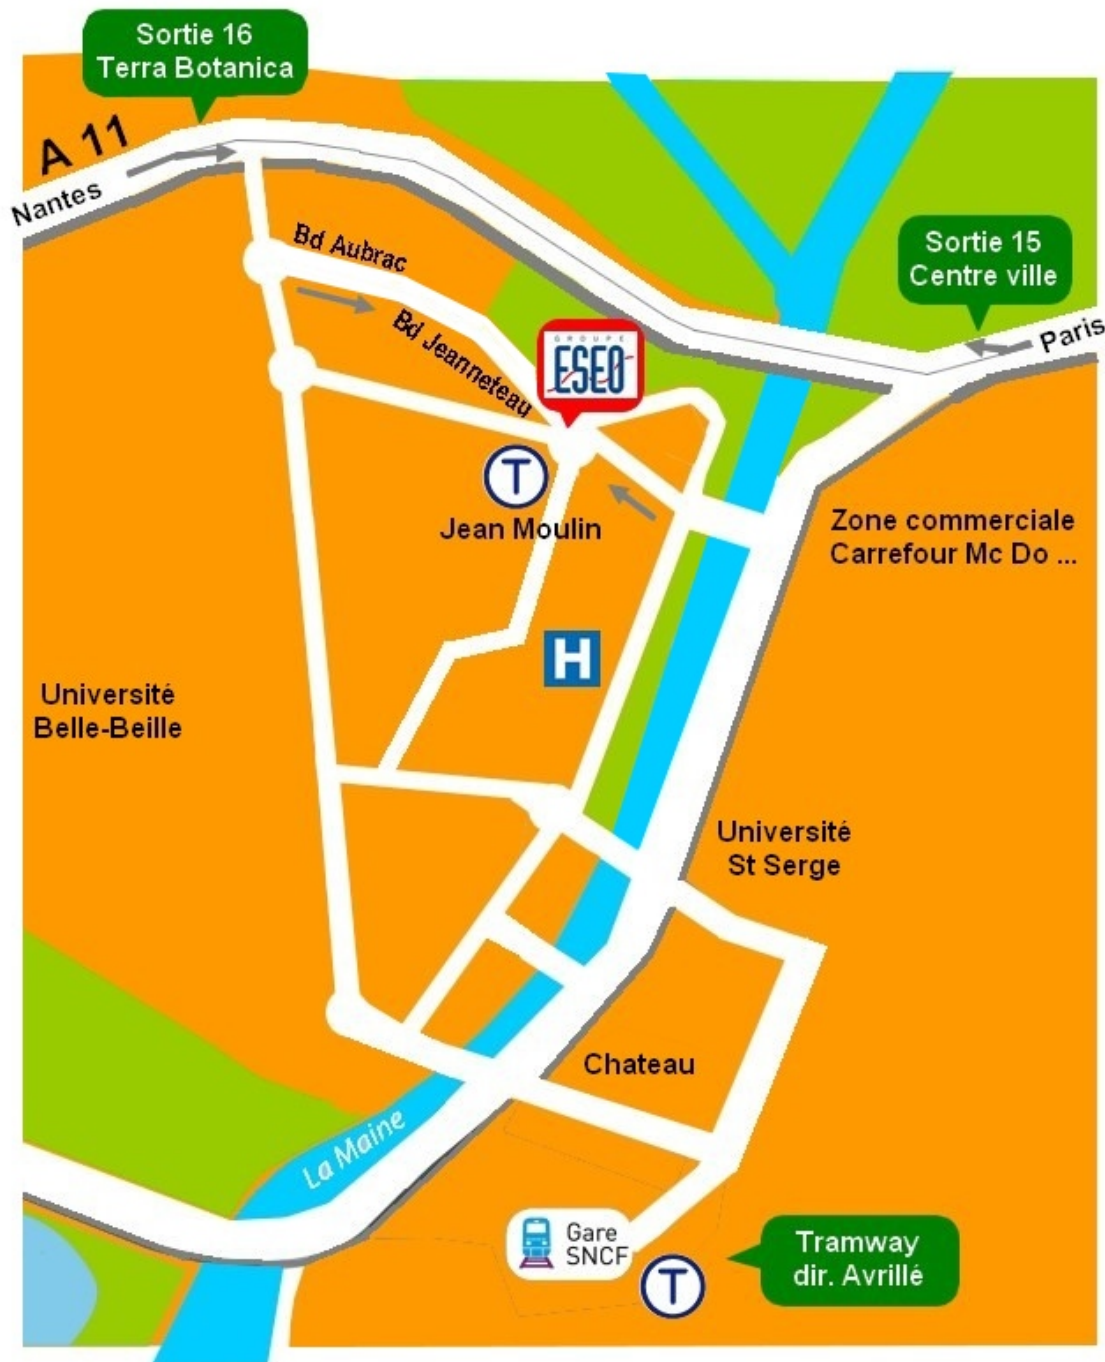 Sortie 16
Terra Botanica
A 11
Nantes
Sortie 15
Centre ville
Paris
Bd Aubrac
Bd Jeanneteau
GROUPE
ESEO
T
Jean Moulin
Zone commerciale
Carrefour Mc Do ...
H
Université
Belle-Beille
Université
St Serge
Chateau
La Maine
Gare
SNCF
T
Tramway
dir. Avrillé